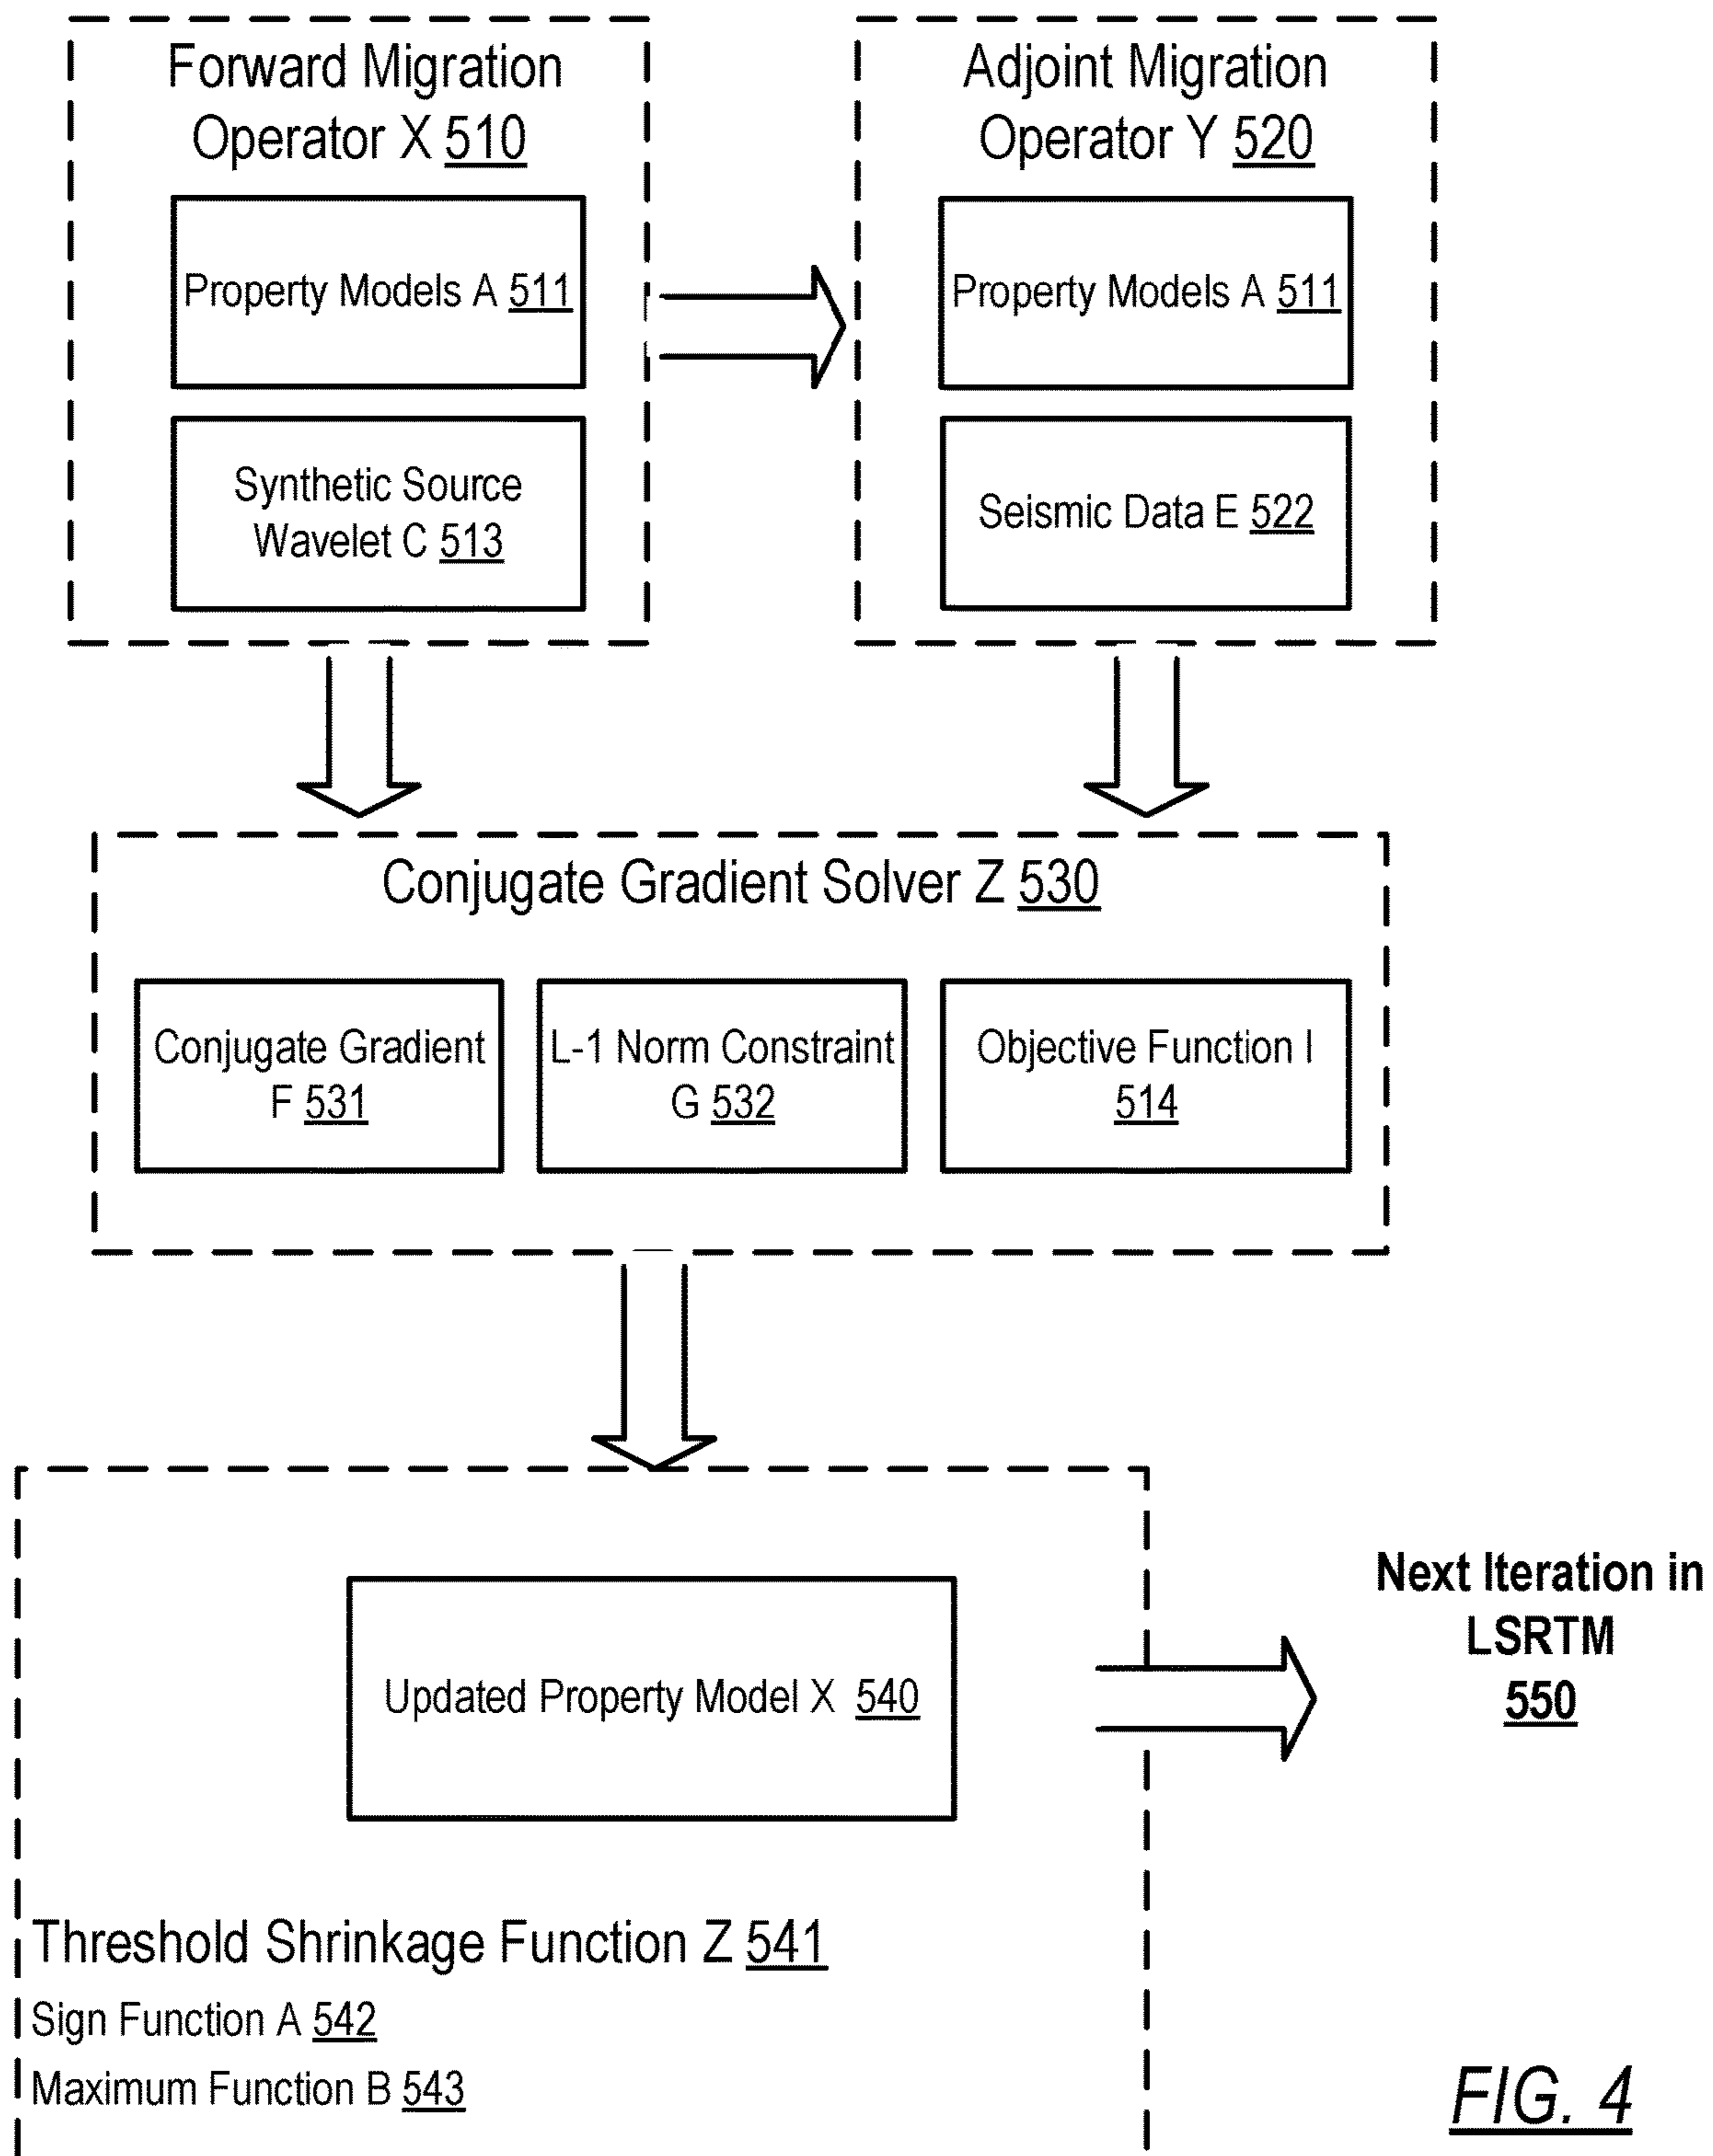 Forward Migration
Operator X 510
Property Models A 511
Synthetic Source
Wavelet C 513
Adjoint Migration
Operator Y 520
Property Models A 511
Seismic Data E 522
Conjugate Gradient Solver Z 530
Conjugate Gradient
F 531
L-1 Norm Constraint
G 532
Objective Function I
514
Updated Property Model X 540
Next Iteration in
LSRTM
550
Threshold Shrinkage Function Z 541
Sign Function A 542
Maximum Function B 543
FIG. 4